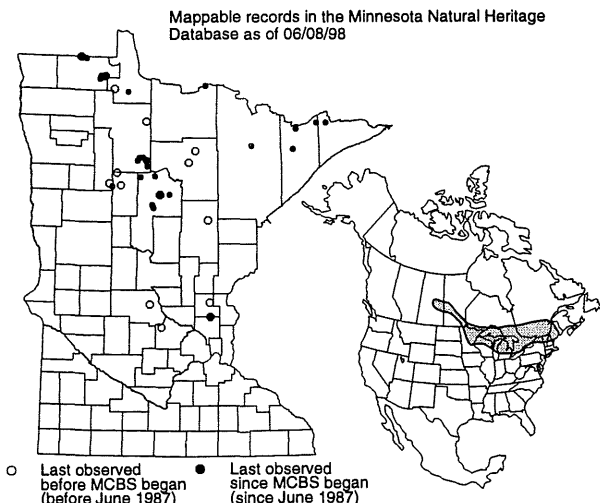 Mappable records in the Minnesota Natural Heritage
Database as of 06/08/98
Last observed
before MCBS began
(before June 1987)
Last observed
since MCBS began
(since June 1987)